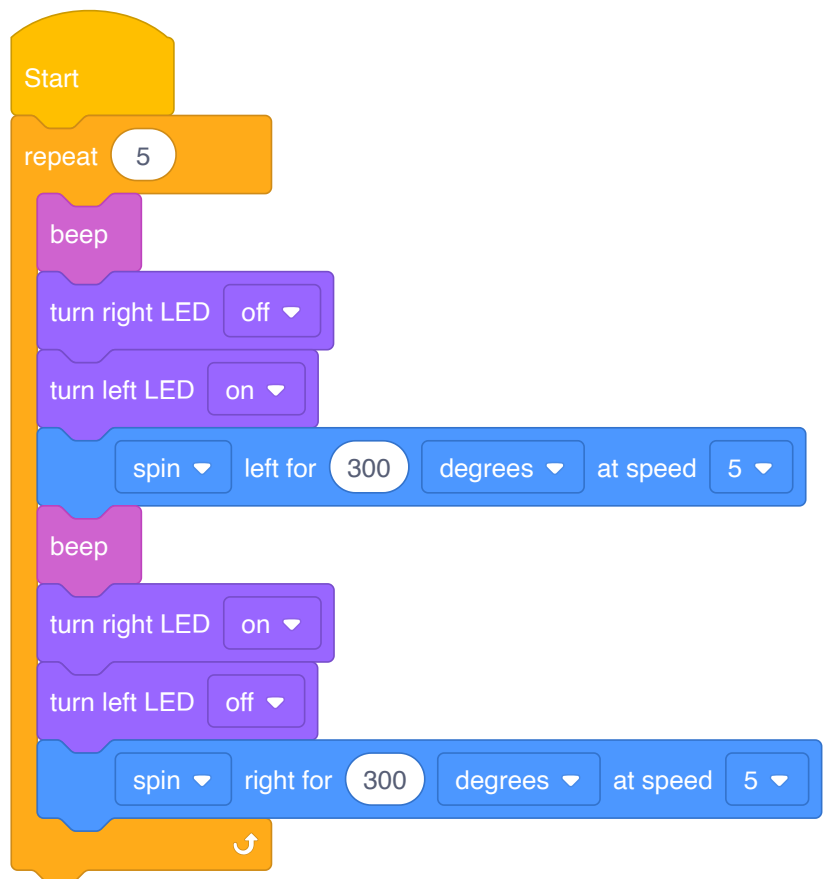 Start
repeat 5
beep
turn right LED off
turn left LED on
spin left for 300 degrees at speed 5
beep
turn right LED on
turn left LED off
spin right for 300 degrees at speed 5